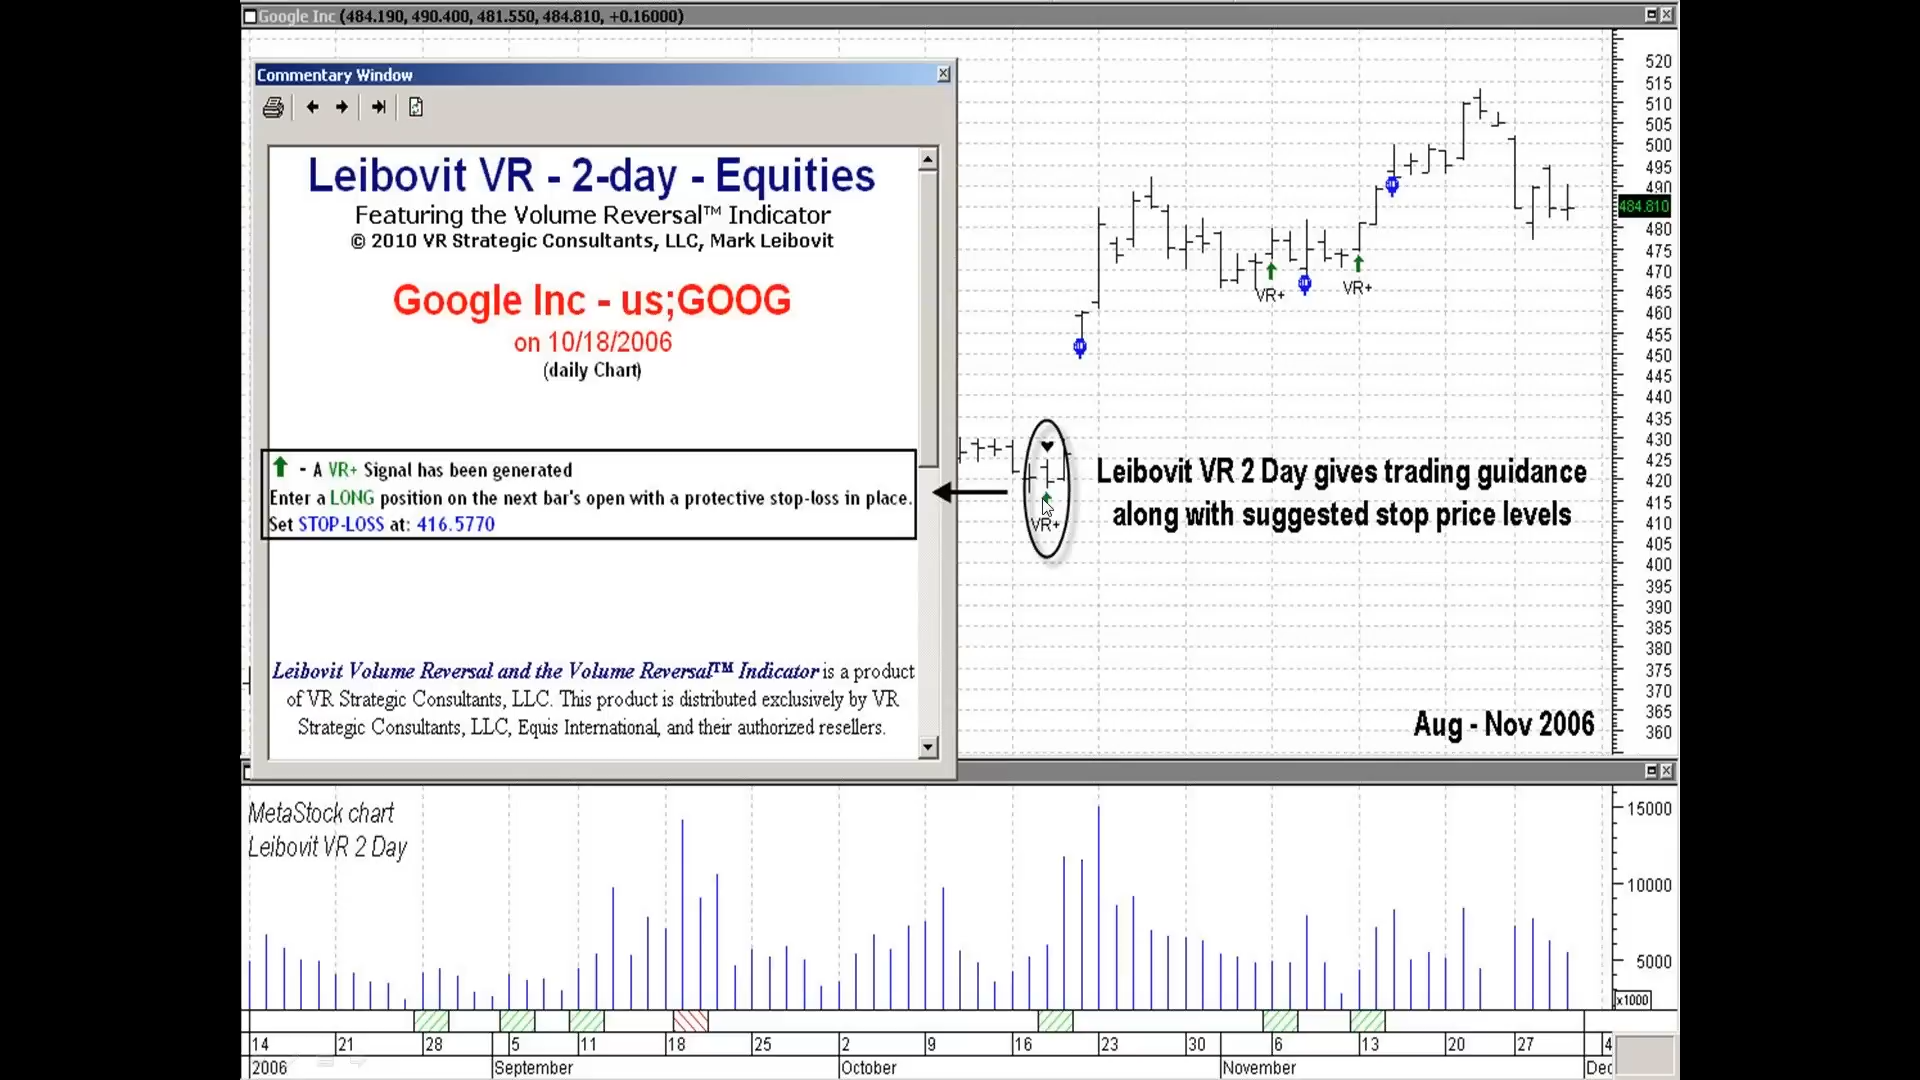 Google Inc (484.190, 490.400, 481.550, 484.810, +0.16000)
Commentary Window
Leibovit VR - 2-day - Equities
Featuring the Volume Reversal™ Indicator
© 2010 VR Strategic Consultants, LLC, Mark Leibovit
Google Inc - us;GOOG
on 10/18/2006
(daily Chart)
- A VR+ Signal has been generated
Enter a LONG position on the next bar's open with a protective stop-loss in place.
Set STOP-LOSS at: 416.5770
Leibovit Volume Reversal and the Volume Reversal™ Indicator is a product
of VR Strategic Consultants, LLC. This product is distributed exclusively by VR
Strategic Consultants, LLC, Equis International, and their authorized resellers.
VR+
VR+
VR+
Leibovit VR 2 Day gives trading guidance
along with suggested stop price levels
Aug - Nov 2006
520
515
510
505
500
495
490
484.810
480
475
470
465
460
455
450
445
440
435
430
425
420
415
410
405
400
395
390
385
380
375
370
365
360
MetaStock chart
Leibovit VR 2 Day
15000
10000
5000
x1000
14 21 28 5 11 18 25 2 9 16 23 30 6 13 20 27 4
2006 September October November Dec